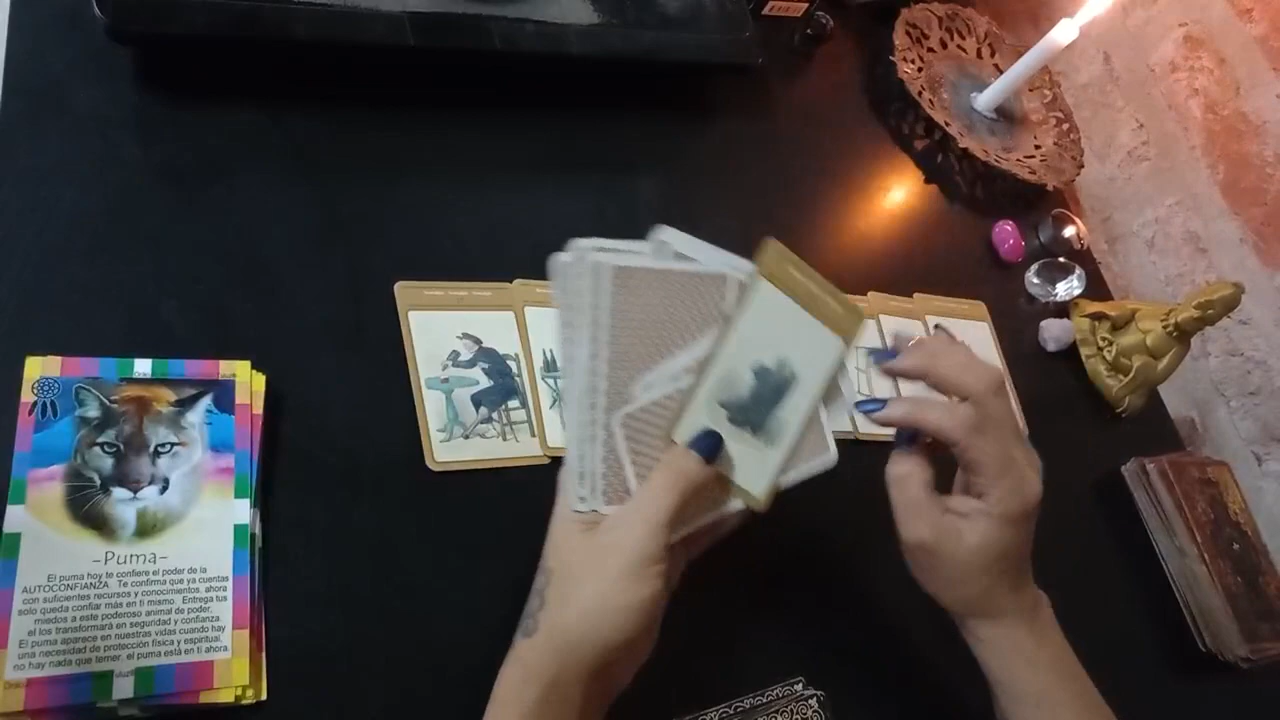 -Puma-
El puma hoy te confiere el poder de la
AUTOCONFIANZA. Te confirma que ya cuentas
con suficientes recursos y conocimientos, ahora
solo queda confiar más en ti mismo. Entrega tus
miedos a este poderoso animal de poder,
el los transformará en seguridad y confianza.
El puma aparece en nuestras vidas cuando hay
una necesidad de protección física y espiritual,
no hay nada que temer, el puma está en ti ahora.